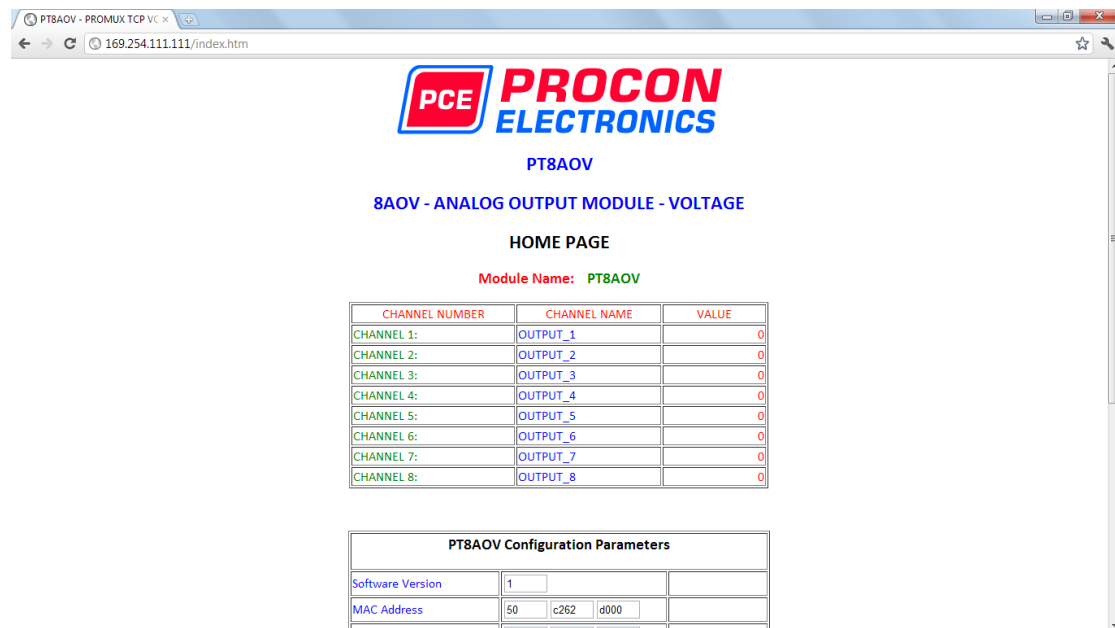 PT8AOV - PROMUX TCP VC
169.254.111.111/index.htm
PCE PROCON
ELECTRONICS
PT8AOV
8AOV - ANALOG OUTPUT MODULE - VOLTAGE
HOME PAGE
Module Name: PT8AOV
CHANNEL NUMBER CHANNEL NAME VALUE
CHANNEL 1: OUTPUT_1 0
CHANNEL 2: OUTPUT_2 0
CHANNEL 3: OUTPUT_3 0
CHANNEL 4: OUTPUT_4 0
CHANNEL 5: OUTPUT_5 0
CHANNEL 6: OUTPUT_6 0
CHANNEL 7: OUTPUT_7 0
CHANNEL 8: OUTPUT_8 0
PT8AOV Configuration Parameters
Software Version 1
MAC Address 50 c262 d000